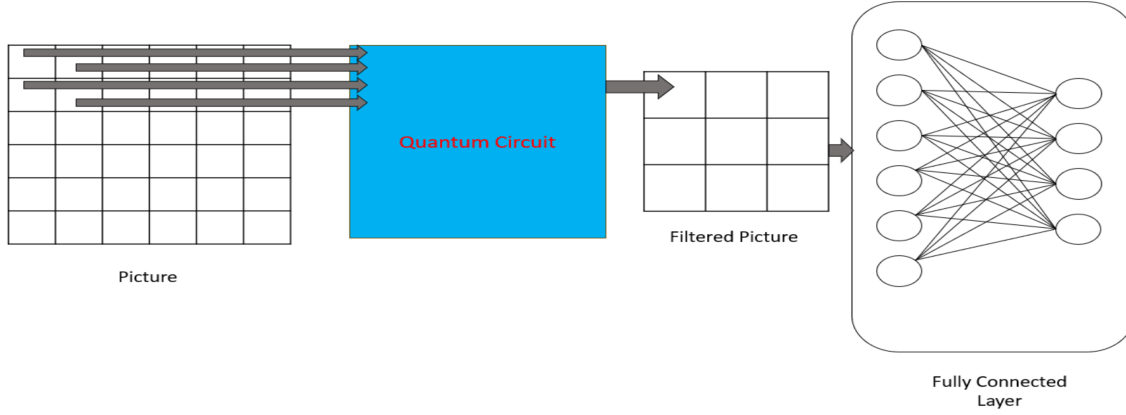 Quantum Circuit
Picture
Filtered Picture
Fully Connected
Layer